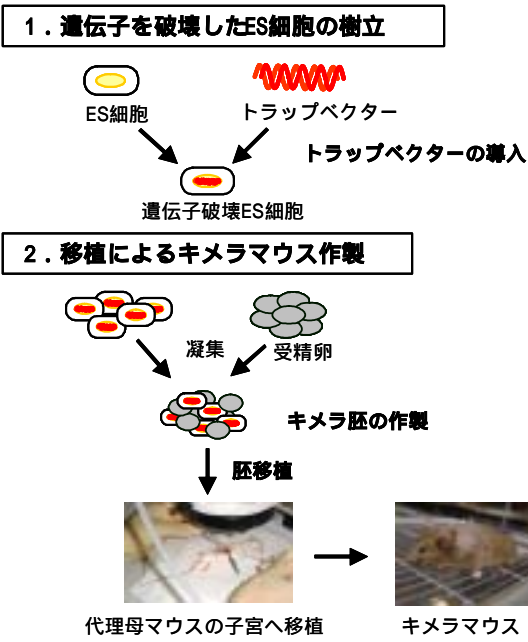 1．遺伝子を破壊したES細胞の樹立
ES細胞
トラップベクター
トラップベクターの導入
遺伝子破壊ES細胞
2．移植によるキメラマウス作製
凝集
受精卵
キメラ胚の作製
胚移植
代理母マウスの子宮へ移植
キメラマウス